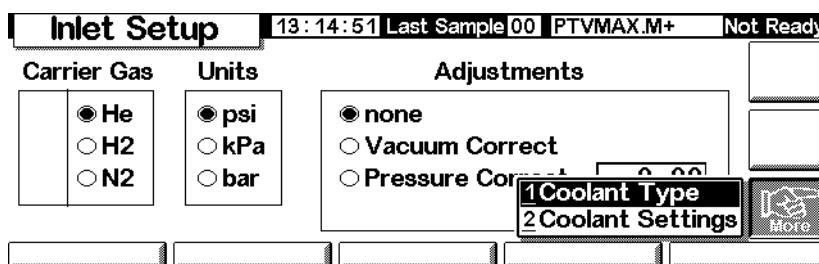 Inlet Setup 13:14:51 Last Sample 00 PTVMAX.M+ Not Ready
Carrier Gas Units Adjustments
He psi none
H2 kPa Vacuum Correct
N2 bar Pressure
1 Coolant Type
2 Coolant Settings
More